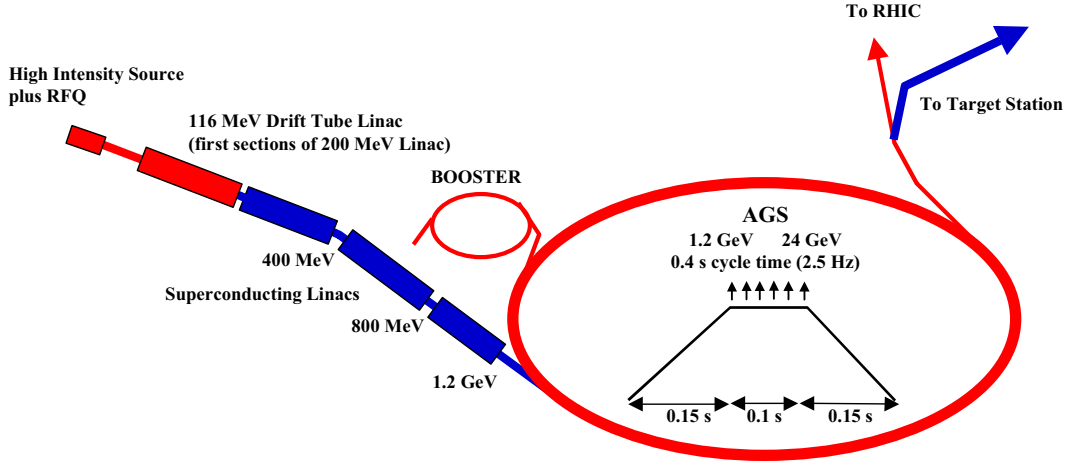 To RHIC
High Intensity Source
plus RFQ
To Target Station
116 MeV Drift Tube Linac
(first sections of 200 MeV Linac)
BOOSTER
AGS
1.2 GeV 24 GeV
0.4 s cycle time (2.5 Hz)
400 MeV
Superconducting Linacs
800 MeV
1.2 GeV
0.15 s 0.1 s 0.15 s